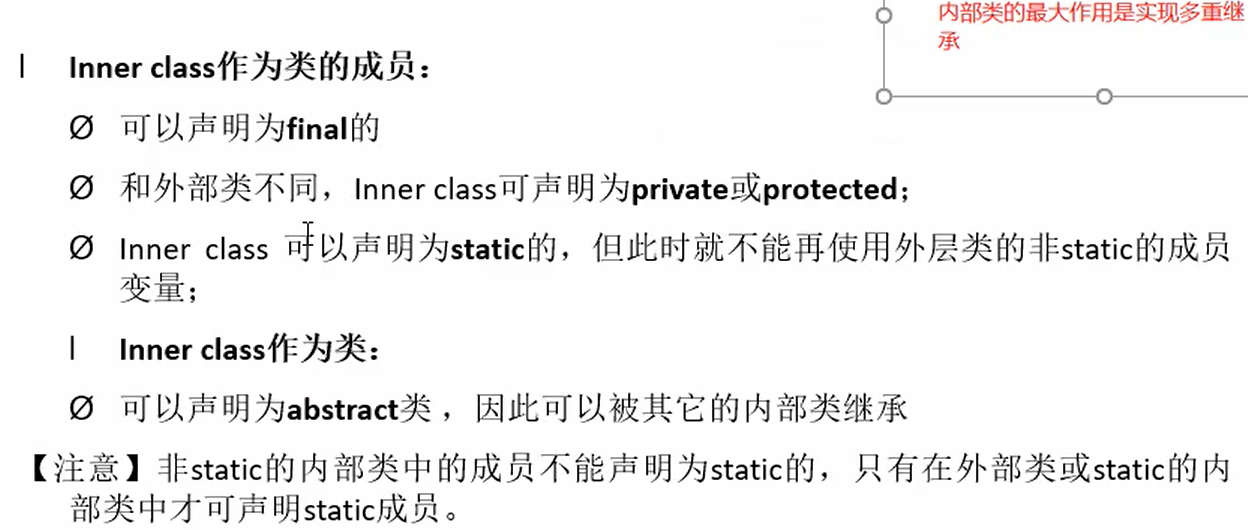 内部类的最大作用是实现多重继
承
l Inner class作为类的成员：
Ø 可以声明为final的
Ø 和外部类不同，Inner class可声明为private或protected；
Ø Inner class 可以声明为static的，但此时就不能再使用外层类的非static的成员
变量；
l Inner class作为类：
Ø 可以声明为abstract类 ，因此可以被其它的内部类继承
【注意】非static的内部类中的成员不能声明为static的，只有在外部类或static的内
部类中才可声明static成员。